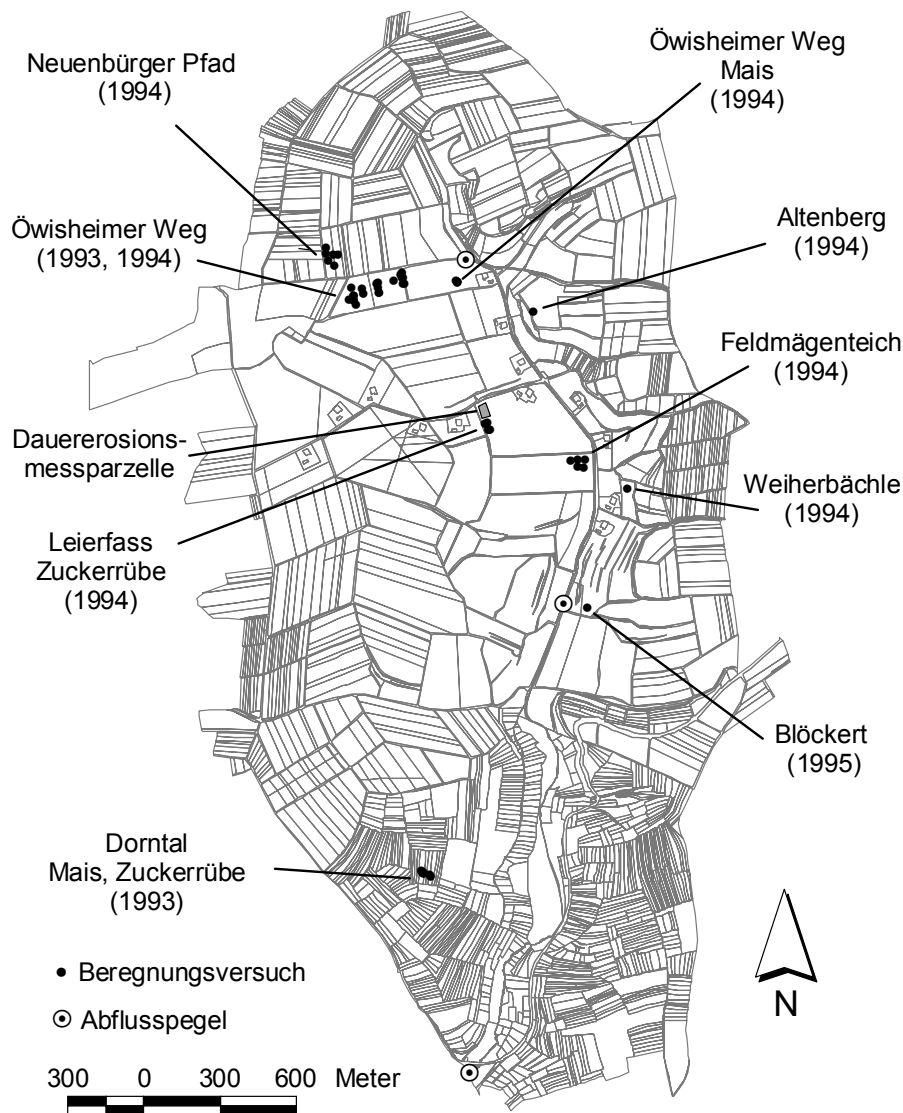 Neuenbürger Pfad
(1994)
Öwisheimer Weg
Mais
(1994)
Öwisheimer Weg
(1993, 1994)
Altenberg
(1994)
Feldmägenteich
(1994)
Dauererosions-
messparzelle
Weiherbächle
(1994)
Leierfass
Zuckerrübe
(1994)
Blöckert
(1995)
Dorntal
Mais, Zuckerrübe
(1993)
Beregnungsversuch
Abflusspegel
N
300 0 300 600 Meter